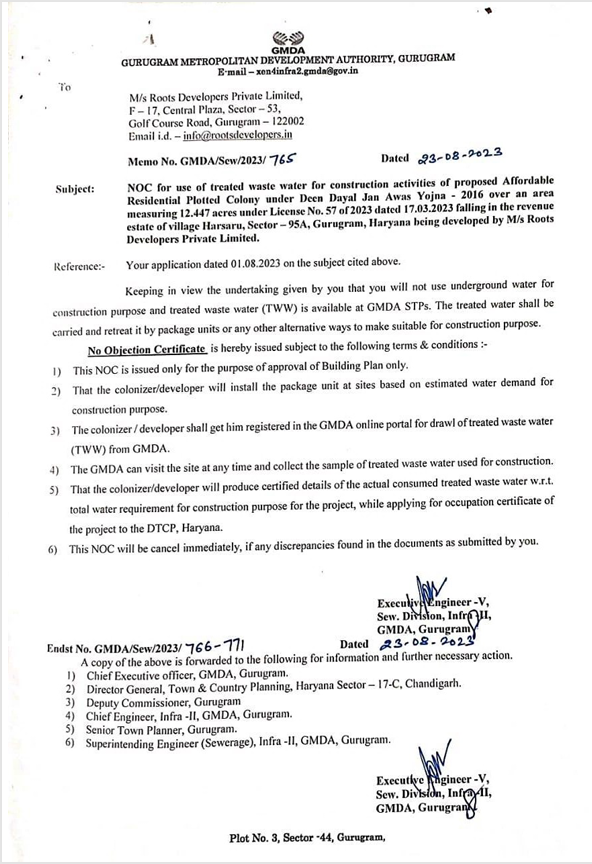 GMDA
GURUGRAM METROPOLITAN DEVELOPMENT AUTHORITY, GURUGRAM
E-mail – xen4infra2.gmda@gov.in
To
M/s Roots Developers Private Limited,
F – 17, Central Plaza, Sector – 53,
Golf Course Road, Gurugram – 122002
Email i.d. – info@rootsdevelopers.in
Memo No. GMDA/Sew/2023/ 765 Dated 23-08-2023
Subject: NOC for use of treated waste water for construction activities of proposed Affordable
Residential Plotted Colony under Deen Dayal Jan Awas Yojna - 2016 over an area
measuring 12.447 acres under License No. 57 of 2023 dated 17.03.2023 falling in the revenue
estate of village Harsaru, Sector – 95A, Gurugram, Haryana being developed by M/s Roots
Developers Private Limited.
Reference:- Your application dated 01.08.2023 on the subject cited above.
Keeping in view the undertaking given by you that you will not use underground water for
construction purpose and treated waste water (TWW) is available at GMDA STPs. The treated water shall be
carried and retreat it by package units or any other alternative ways to make suitable for construction purpose.
No Objection Certificate is hereby issued subject to the following terms & conditions :-
1) This NOC is issued only for the purpose of approval of Building Plan only.
2) That the colonizer/developer will install the package unit at sites based on estimated water demand for
construction purpose.
3) The colonizer / developer shall get him registered in the GMDA online portal for drawl of treated waste water
(TWW) from GMDA.
4) The GMDA can visit the site at any time and collect the sample of treated waste water used for construction.
5) That the colonizer/developer will produce certified details of the actual consumed treated waste water w.r.t.
total water requirement for construction purpose for the project, while applying for occupation certificate of
the project to the DTCP, Haryana.
6) This NOC will be cancel immediately, if any discrepancies found in the documents as submitted by you.
Executive Engineer -V,
Sew. Division, Infra -II,
GMDA, Gurugram
Endst No. GMDA/Sew/2023/ 766-771 Dated 23-08-2023
A copy of the above is forwarded to the following for information and further necessary action.
1) Chief Executive officer, GMDA, Gurugram.
2) Director General, Town & Country Planning, Haryana Sector – 17-C, Chandigarh.
3) Deputy Commissioner, Gurugram
4) Chief Engineer, Infra -II, GMDA, Gurugram.
5) Senior Town Planner, Gurugram.
6) Superintending Engineer (Sewerage), Infra -II, GMDA, Gurugram.
Executive Engineer -V,
Sew. Division, Infra -II,
GMDA, Gurugram
Plot No. 3, Sector -44, Gurugram,